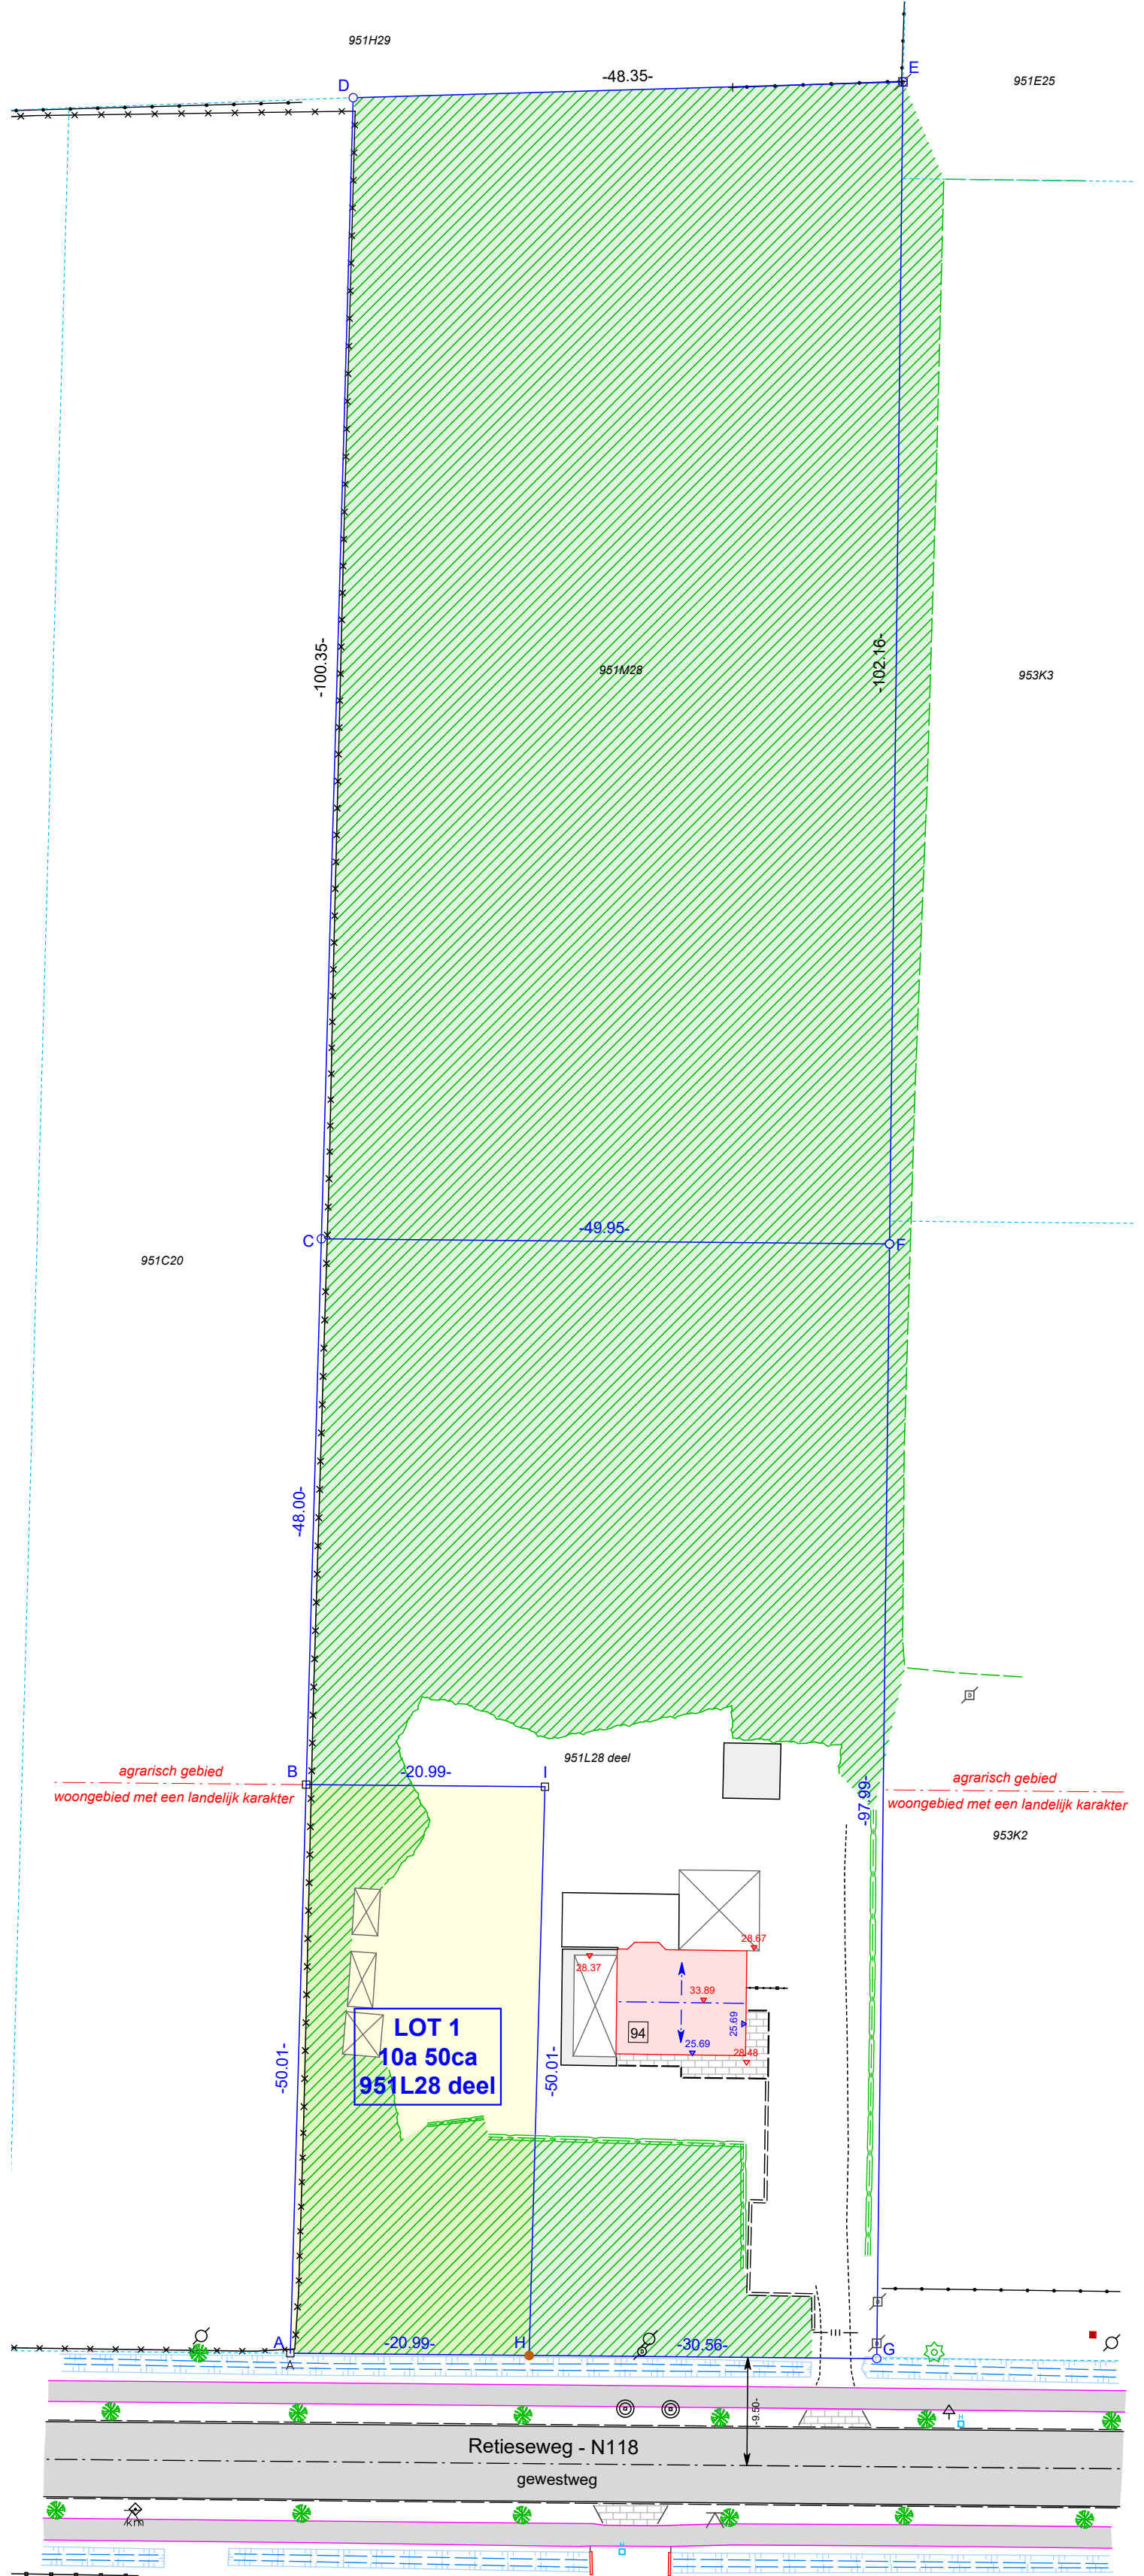 951H29
D
-48.35-
E
951E25
-100.35-
951M28
-102.16-
953K3
C
-49.95-
F
951C20
-48.00-
D
951L28 deel
B
-20.99-
I
agrarisch gebied
woongebied met een landelijk karakter
-97.99-
agrarisch gebied
woongebied met een landelijk karakter
953K2
28.67
28.37
33.89
25.69
94
25.69
28.48
LOT 1
10a 50ca
951L28 deel
-50.01-
-50.01-
D
A
-20.99-
H
-30.56-
G
A
-9.50-
H
Retieseweg - N118
gewestweg
km
H